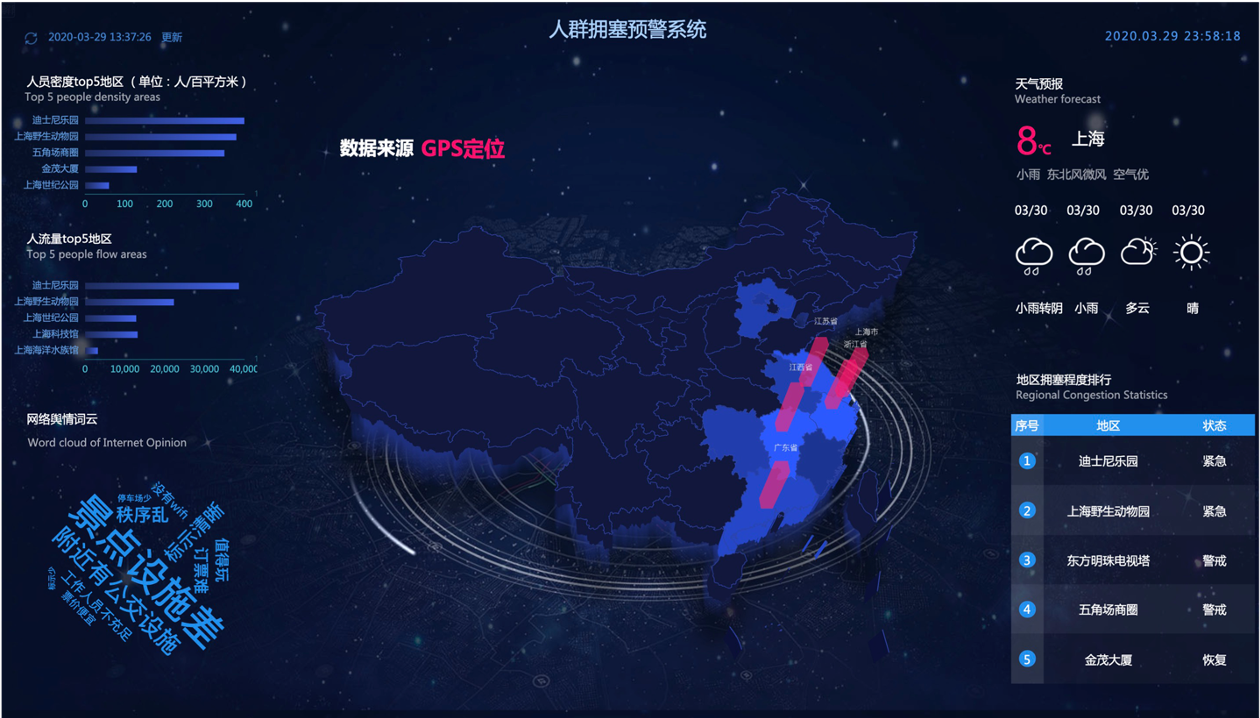 人群拥塞预警系统
2020-03-29 13:37:26 更新
2020.03.29 23:58:18
人员密度top5地区（单位：人/百平方米）
Top 5 people density areas
迪士尼乐园
上海野生动物园
五角场商圈
金茂大厦
上海世纪公园
0 100 200 300 400
人流量top5地区
Top 5 people flow areas
迪士尼乐园
上海野生动物园
上海世纪公园
上海科技馆
上海海洋水族馆
0 10,000 20,000 30,000 40,000
网络舆情词云
Word cloud of Internet Opinion
停车场少
没有wifi
秩序乱
景点设施差
标示清晰
值得玩
订票难
附近有公交设施
标示少
工作人员不充足
票价便宜
数据来源 GPS定位
江苏省
上海市
浙江省
江西省
广东省
天气预报
Weather forecast
8℃ 上海
小雨 东北风微风 空气优
03/30 03/30 03/30 03/30
小雨转阴 小雨 多云 晴
地区拥塞程度排行
Regional Congestion Statistics
序号 地区 状态
1 迪士尼乐园 紧急
2 上海野生动物园 紧急
3 东方明珠电视塔 警戒
4 五角场商圈 警戒
5 金茂大厦 恢复